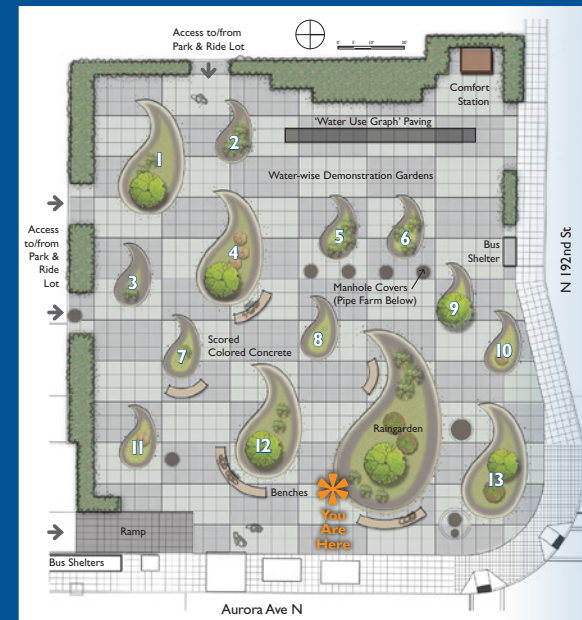 Access to/from
Park & Ride Lot
Comfort
Station
'Water Use Graph' Paving
1
2
Water-wise Demonstration Gardens
Access
to/from
Park &
Ride
Lot
3
4
5
6
Bus
Shelter
N 192nd St
Manhole Covers
(Pipe Farm Below)
7
Scored
Colored Concrete
8
9
10
11
12
Raingarden
13
Benches
You
Are
Here
Ramp
Bus Shelters
Aurora Ave N